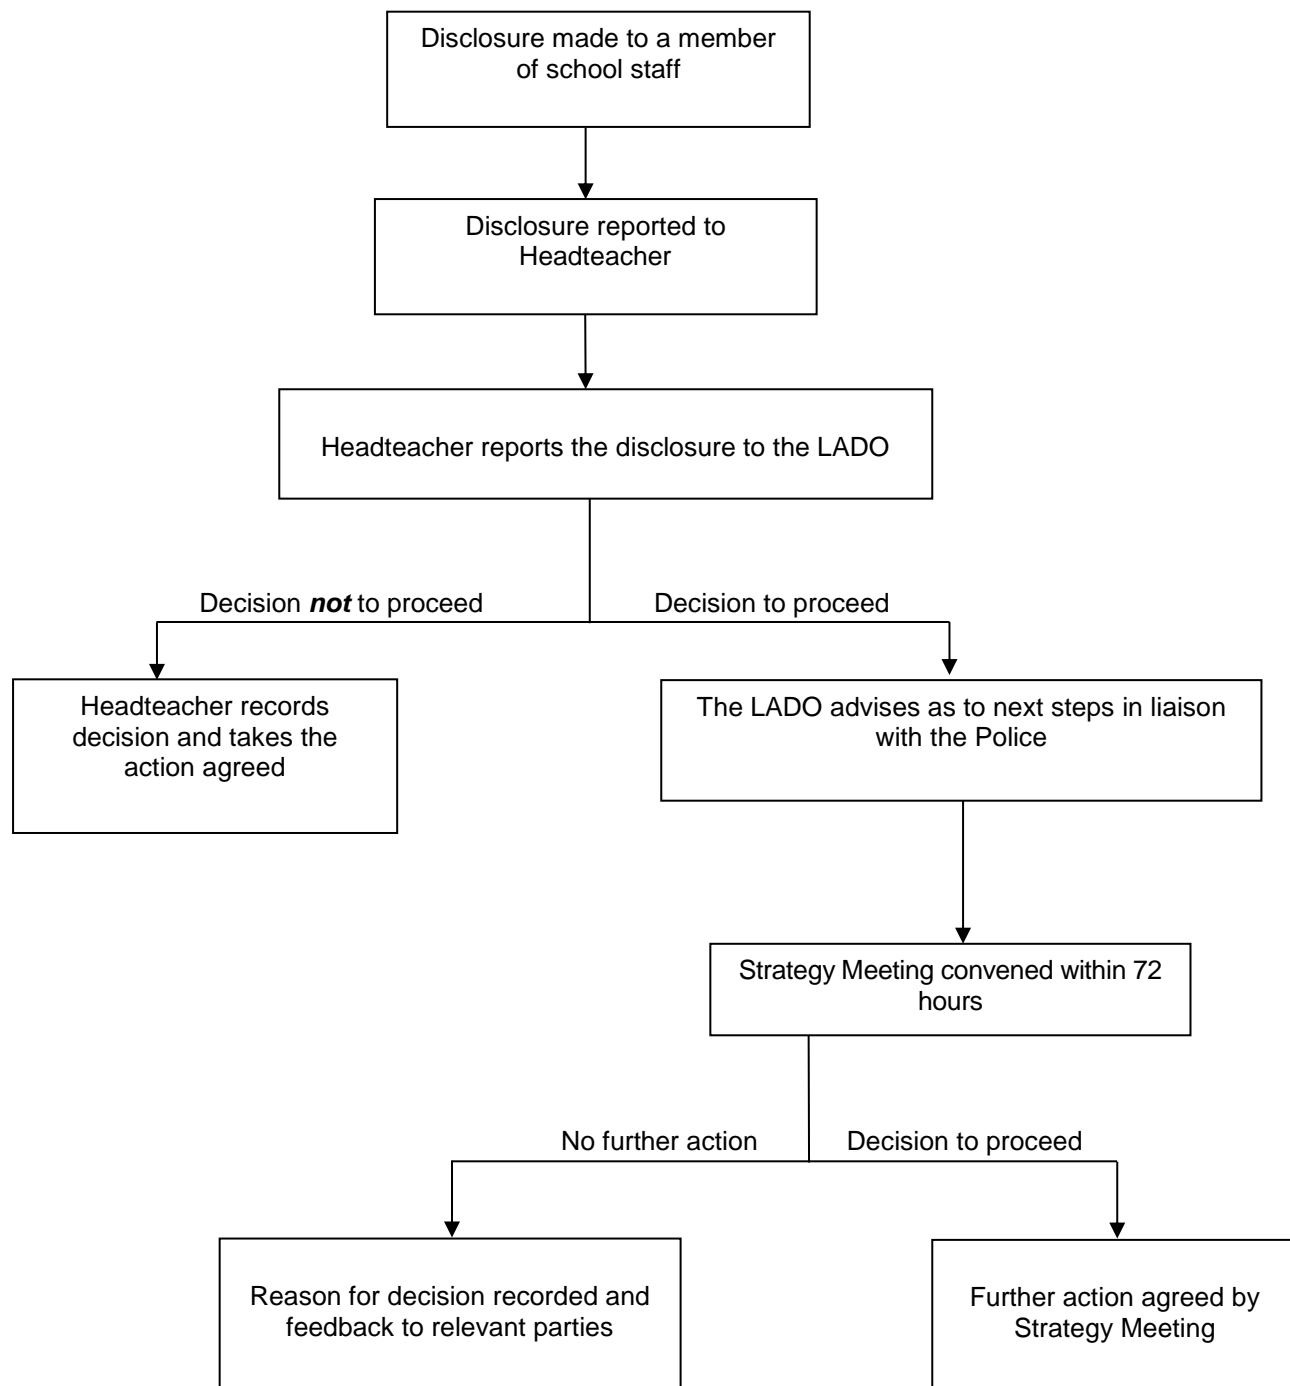 Disclosure made to a member
of school staff
Disclosure reported to
Headteacher
Headteacher reports the disclosure to the LADO
Decision not to proceed
Decision to proceed
Headteacher records
decision and takes the
action agreed
The LADO advises as to next steps in liaison
with the Police
Strategy Meeting convened within 72
hours
No further action
Decision to proceed
Reason for decision recorded and
feedback to relevant parties
Further action agreed by
Strategy Meeting